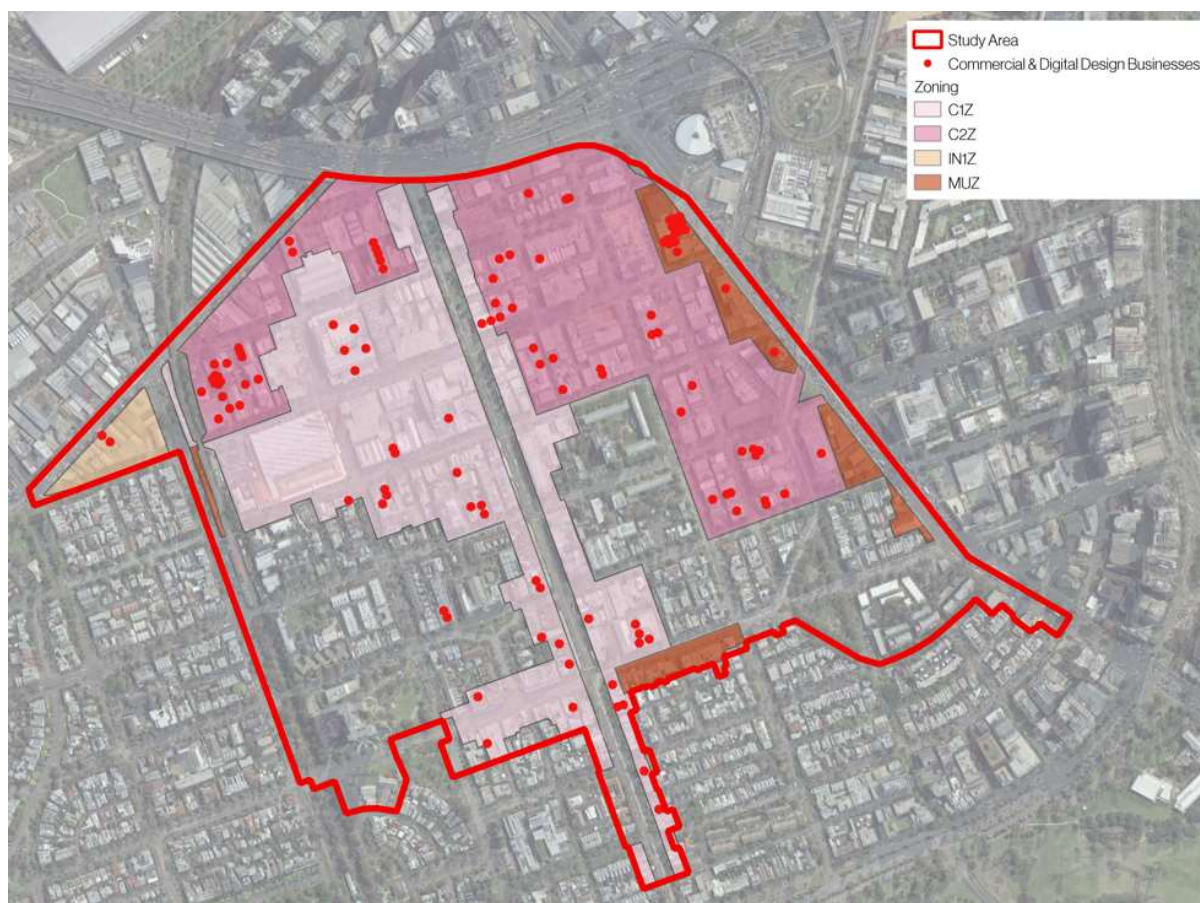 Study Area
Commercial & Digital Design Businesses
Zoning
C1Z
C2Z
IN1Z
MUZ